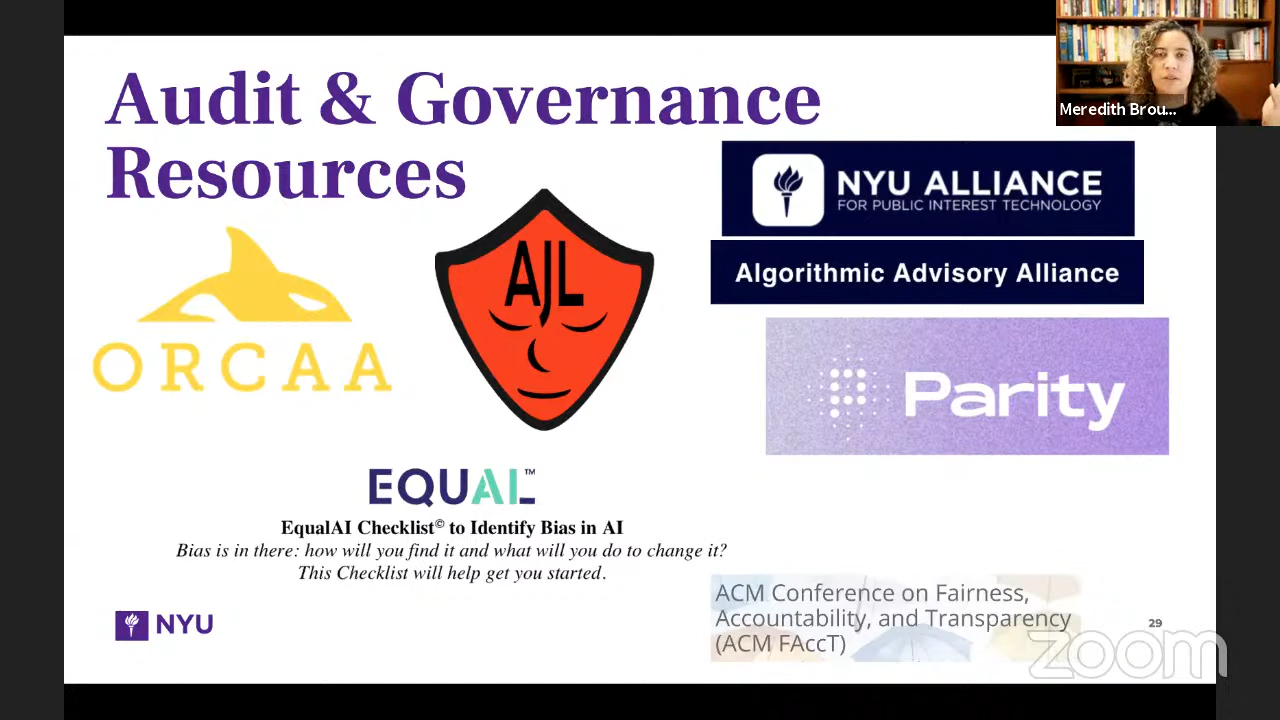 Audit & Governance
Resources
Meredith Brou...
NYU ALLIANCE
FOR PUBLIC INTEREST TECHNOLOGY
Algorithmic Advisory Alliance
ORCAA
AJL
Parity
EQUAL™
EqualAI Checklist© to Identify Bias in AI
Bias is in there: how will you find it and what will you do to change it?
This Checklist will help get you started.
NYU
ACM Conference on Fairness,
Accountability, and Transparency
(ACM FAccT)
29
zoom